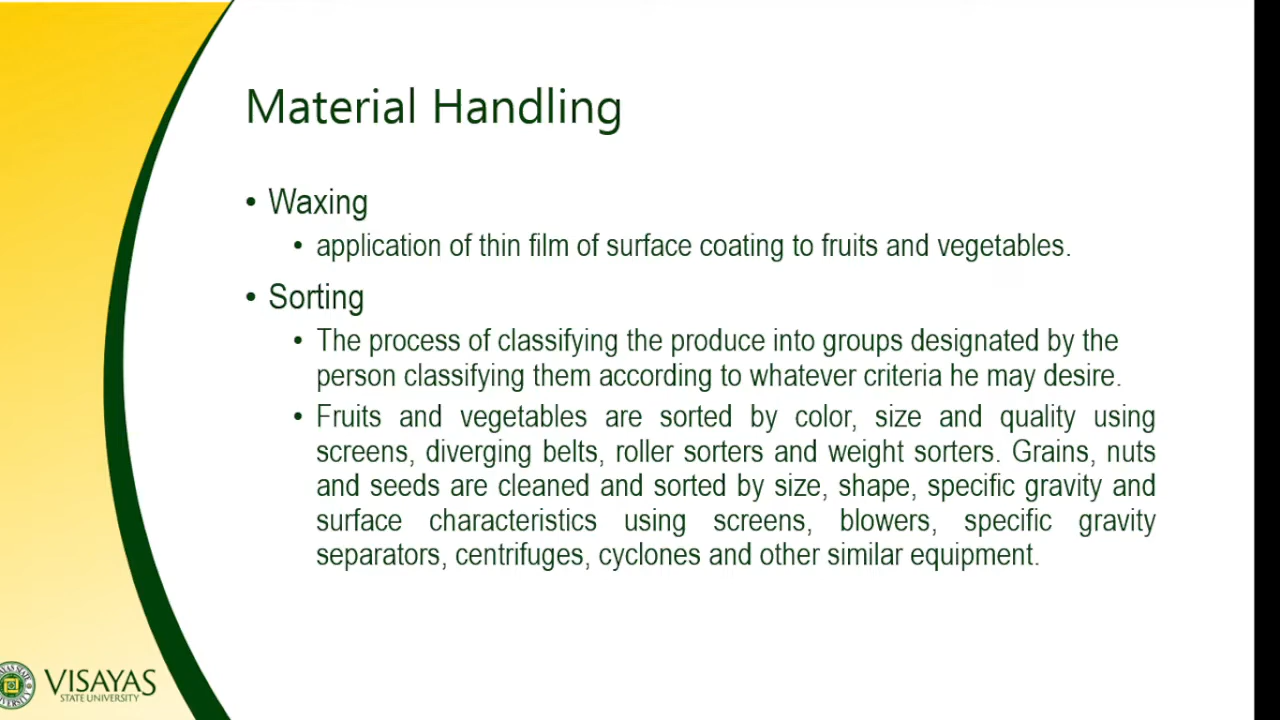 Material Handling
• Waxing
• application of thin film of surface coating to fruits and vegetables.
• Sorting
• The process of classifying the produce into groups designated by the
person classifying them according to whatever criteria he may desire.
• Fruits and vegetables are sorted by color, size and quality using
screens, diverging belts, roller sorters and weight sorters. Grains, nuts
and seeds are cleaned and sorted by size, shape, specific gravity and
surface characteristics using screens, blowers, specific gravity
separators, centrifuges, cyclones and other similar equipment.
VISAYAS
STATE UNIVERSITY